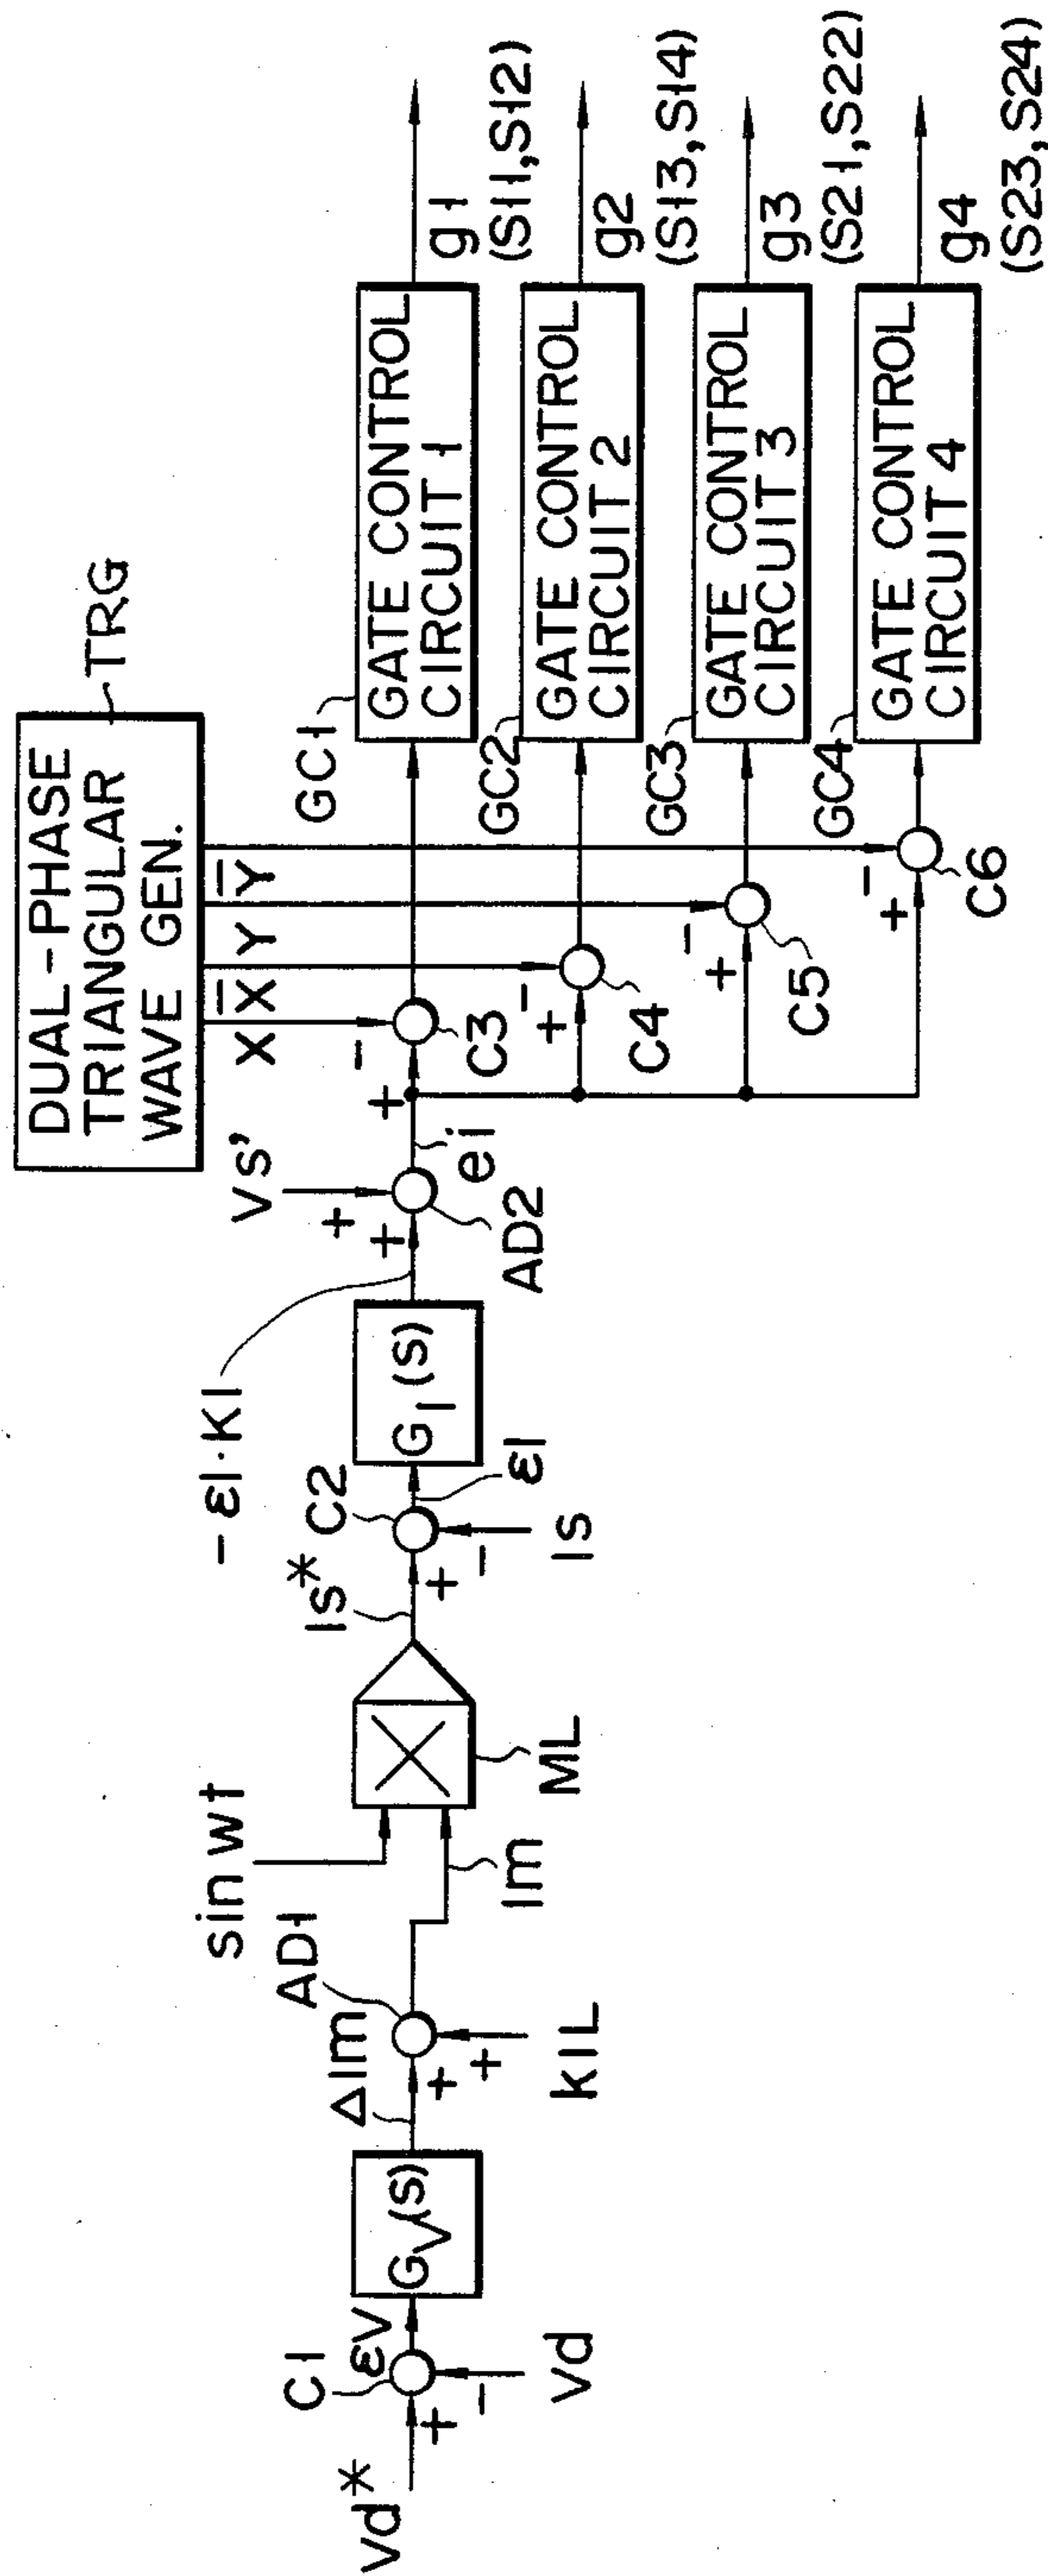 DUAL-PHASE
TRIANGULAR
WAVE GEN.
TRG
X X̅ Y Y̅
Vd*
+
-
Vd
C1
εV
GV(S)
ΔIm
+
+
kIL
AD1
sin wt
Im
ML
Is*
+
-
Is
C2
εI
GI(S)
-εI·KI
Vs'
+
+
AD2
ei
+
-
C3
+
-
C4
+
-
C5
+
-
C6
GC1
GATE CONTROL
CIRCUIT 1
g1
(S11,S12)
GC2
GATE CONTROL
CIRCUIT 2
g2
(S13,S14)
GC3
GATE CONTROL
CIRCUIT 3
g3
(S21,S22)
GC4
GATE CONTROL
CIRCUIT 4
g4
(S23,S24)